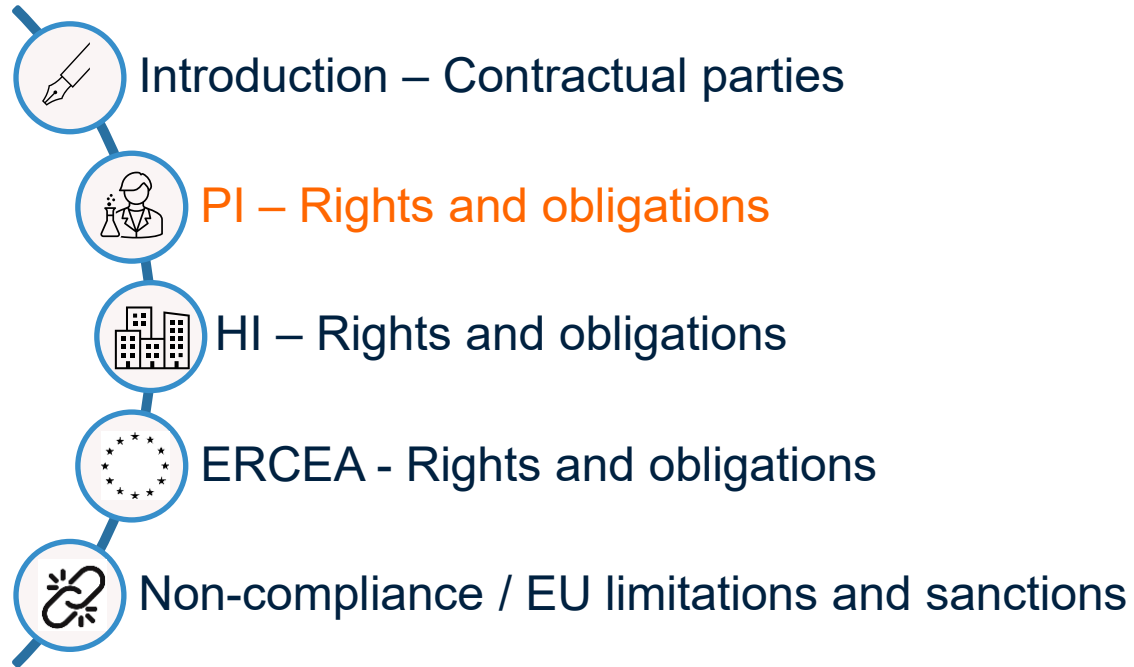 Introduction – Contractual parties
PI – Rights and obligations
HI – Rights and obligations
ERCEA - Rights and obligations
Non-compliance / EU limitations and sanctions